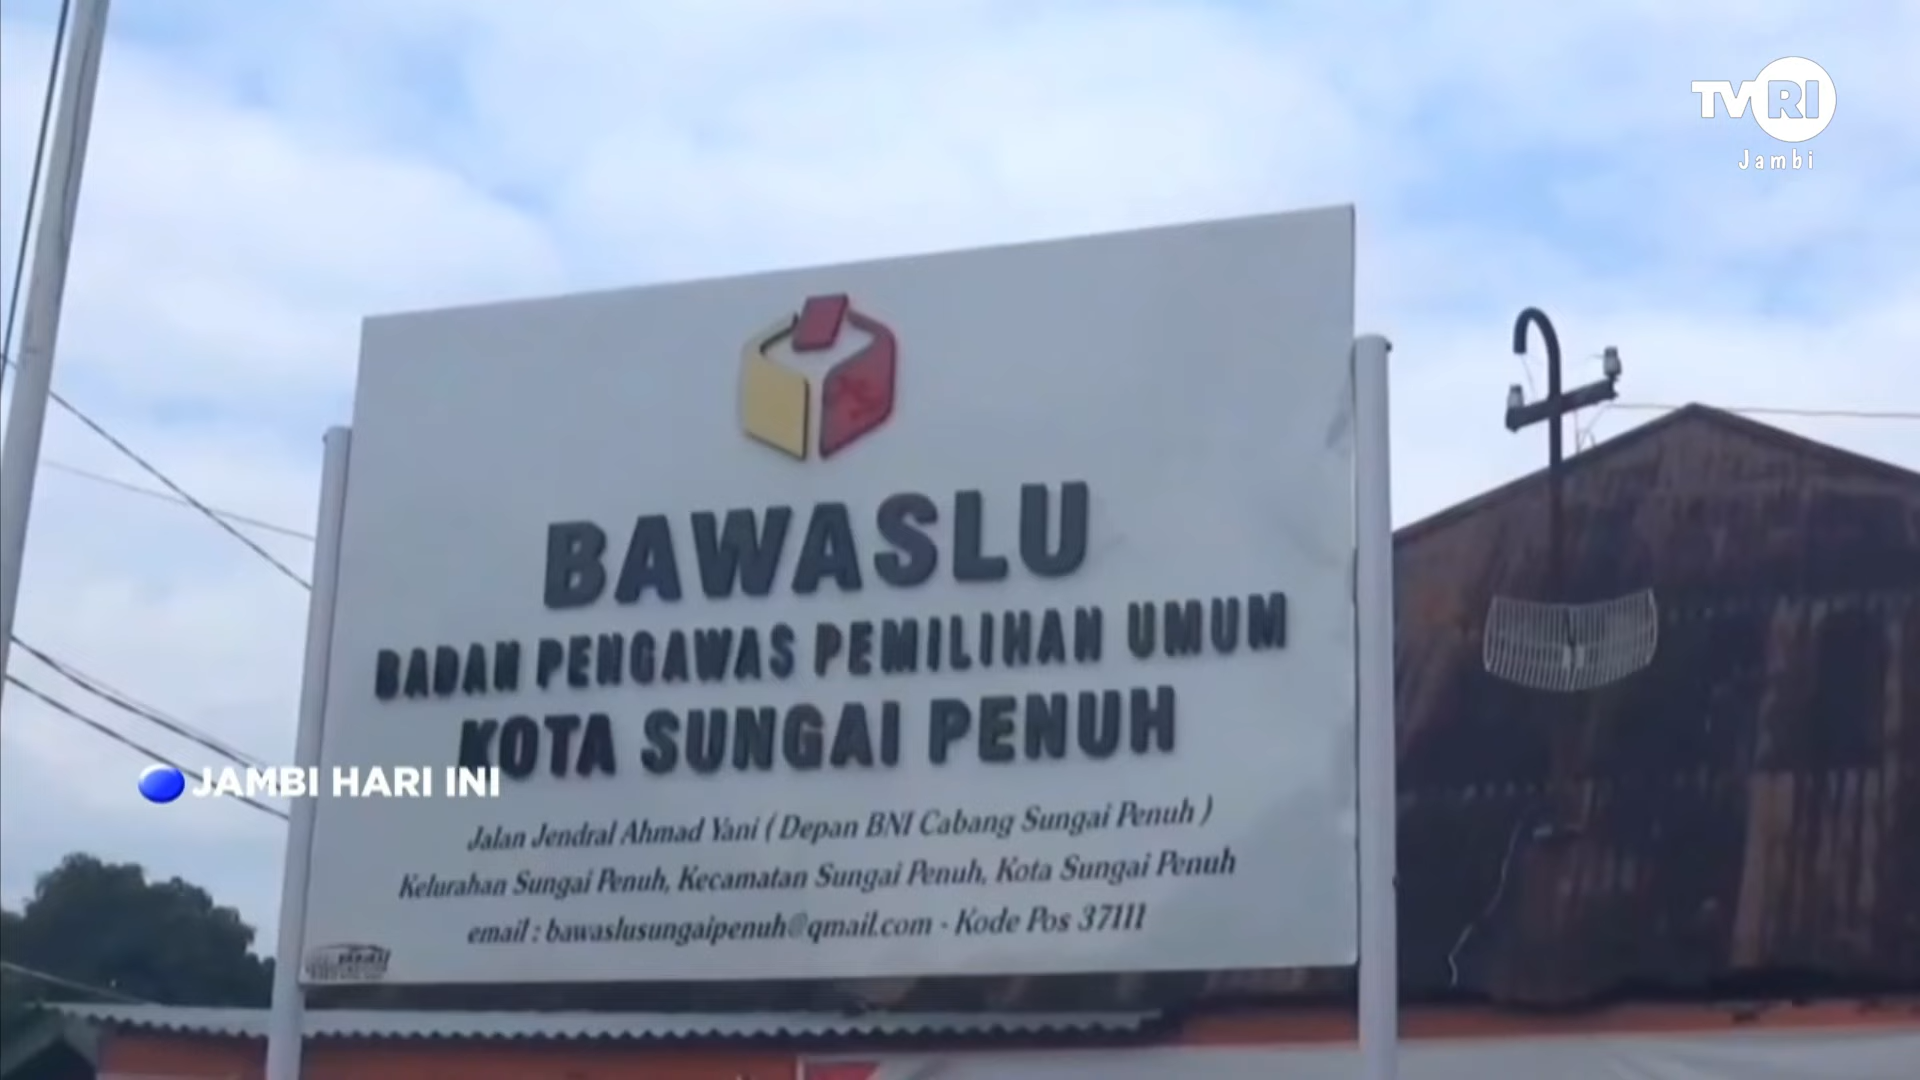 TVRI
Jambi
BAWASLU
BADAN PENGAWAS PEMILIHAN UMUM
KOTA SUNGAI PENUH
JAMBI HARI INI
Jalan Jendral Ahmad Yani ( Depan BNI Cabang Sungai Penuh )
Kelurahan Sungai Penuh, Kecamatan Sungai Penuh, Kota Sungai Penuh
email : bawaslusungaipenuh@qmail.com - Kode Pos 37111